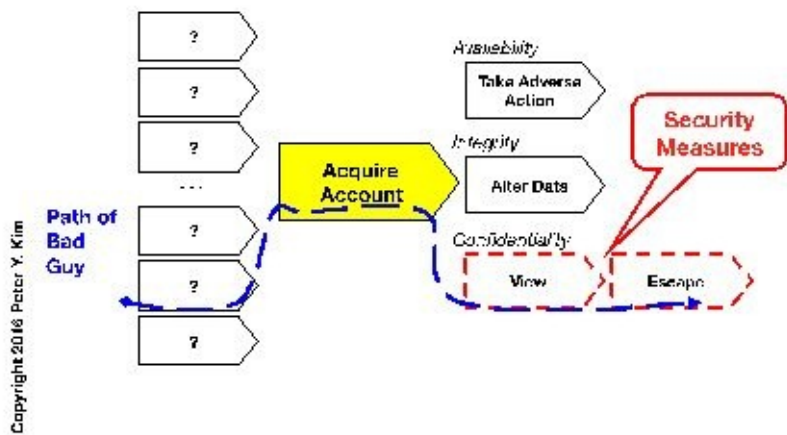 ?
?
?
...
?
?
?
Path of
Bad
Guy
Acquire
Account
Availability
Take Adverse
Action
Integrity
Alter Data
Confidentiality
View
Escape
Security
Measures
Copyright 2016 Peter Y. Kim